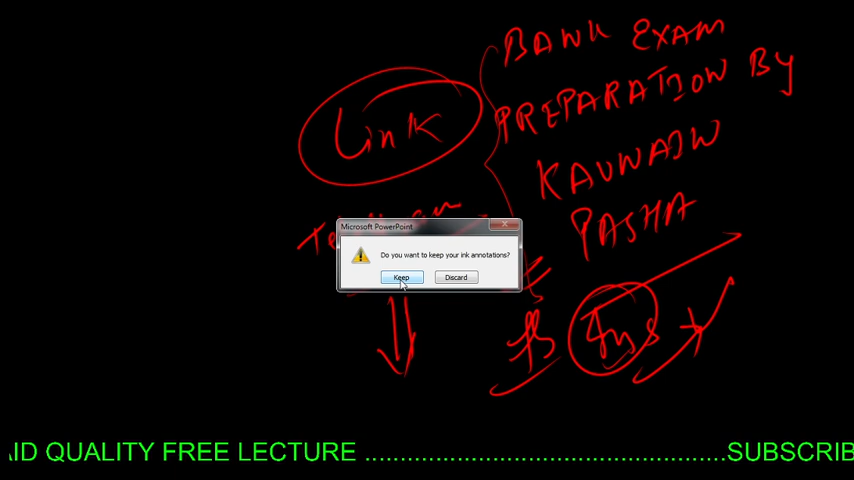 BANK EXAM
PREPARATION BY
Link
KAUNAIN
PASHA
Microsoft PowerPoint
Do you want to keep your ink annotations?
Keep Discard
AID QUALITY FREE LECTURE ..................................................SUBSCRIB